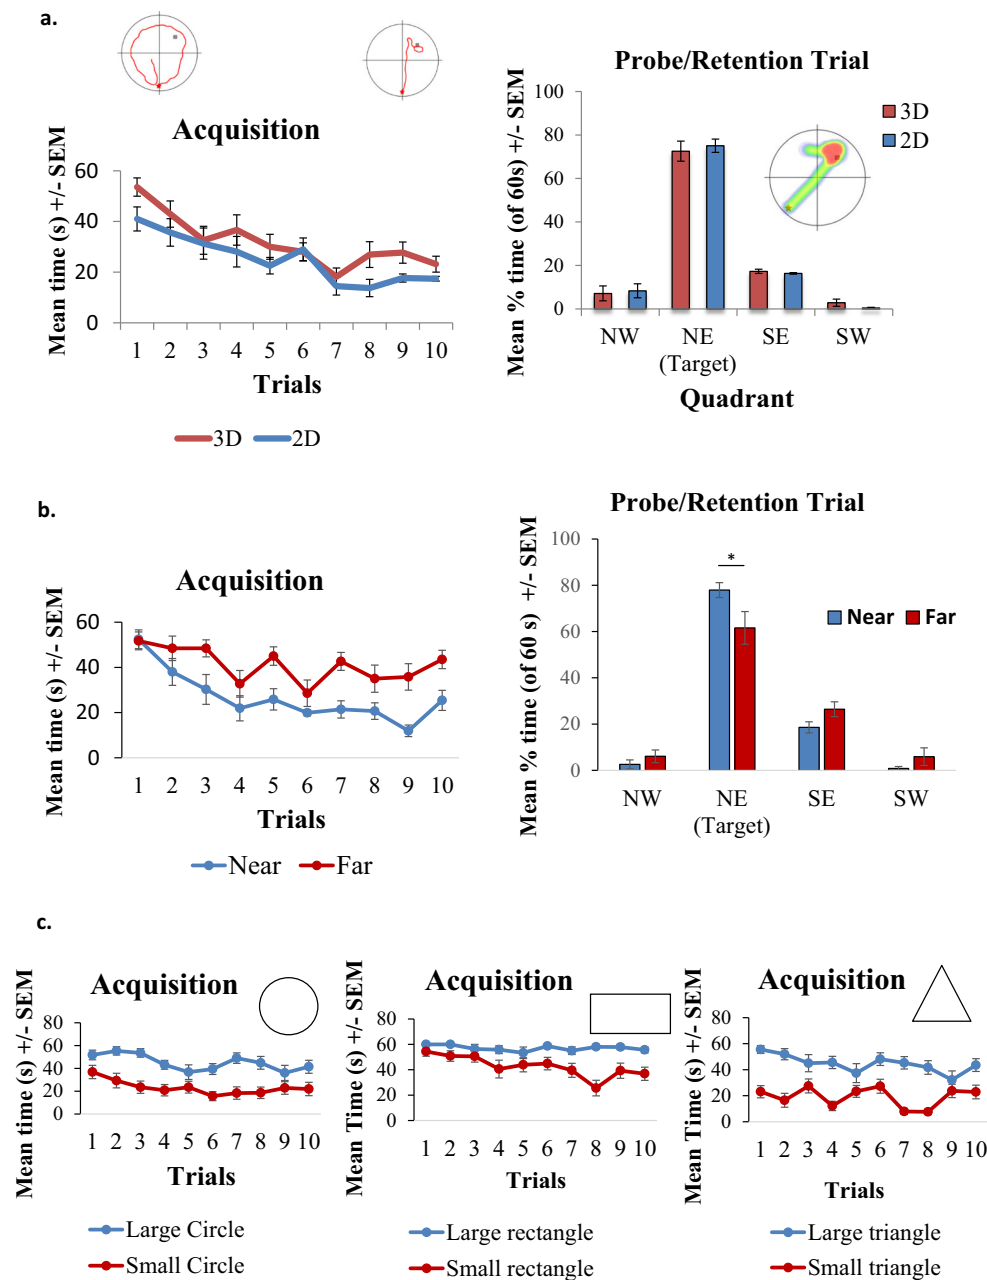 a.
Acquisition
Mean time (s) +/- SEM
60
40
20
0
1 2 3 4 5 6 7 8 9 10
Trials
3D 2D
Probe/Retention Trial
Mean % time (of 60s) +/- SEM
100
80
60
40
20
0
3D
2D
NW NE SE SW
(Target)
Quadrant
b.
Acquisition
Mean time (s) +/- SEM
60
40
20
0
1 2 3 4 5 6 7 8 9 10
Trials
Near Far
Probe/Retention Trial
Mean % time (of 60 s) +/- SEM
100
80
60
40
20
0
*
Near Far
NW NE SE SW
(Target)
c.
Acquisition
Mean time (s) +/- SEM
80
60
40
20
0
1 2 3 4 5 6 7 8 9 10
Trials
Large Circle
Small Circle
Acquisition
Mean Time (s) +/- SEM
80
60
40
20
0
1 2 3 4 5 6 7 8 9 10
Trials
Large rectangle
Small rectangle
Acquisition
Mean Time (s) +/- SEM
80
60
40
20
0
1 2 3 4 5 6 7 8 9 10
Trials
Large triangle
Small triangle